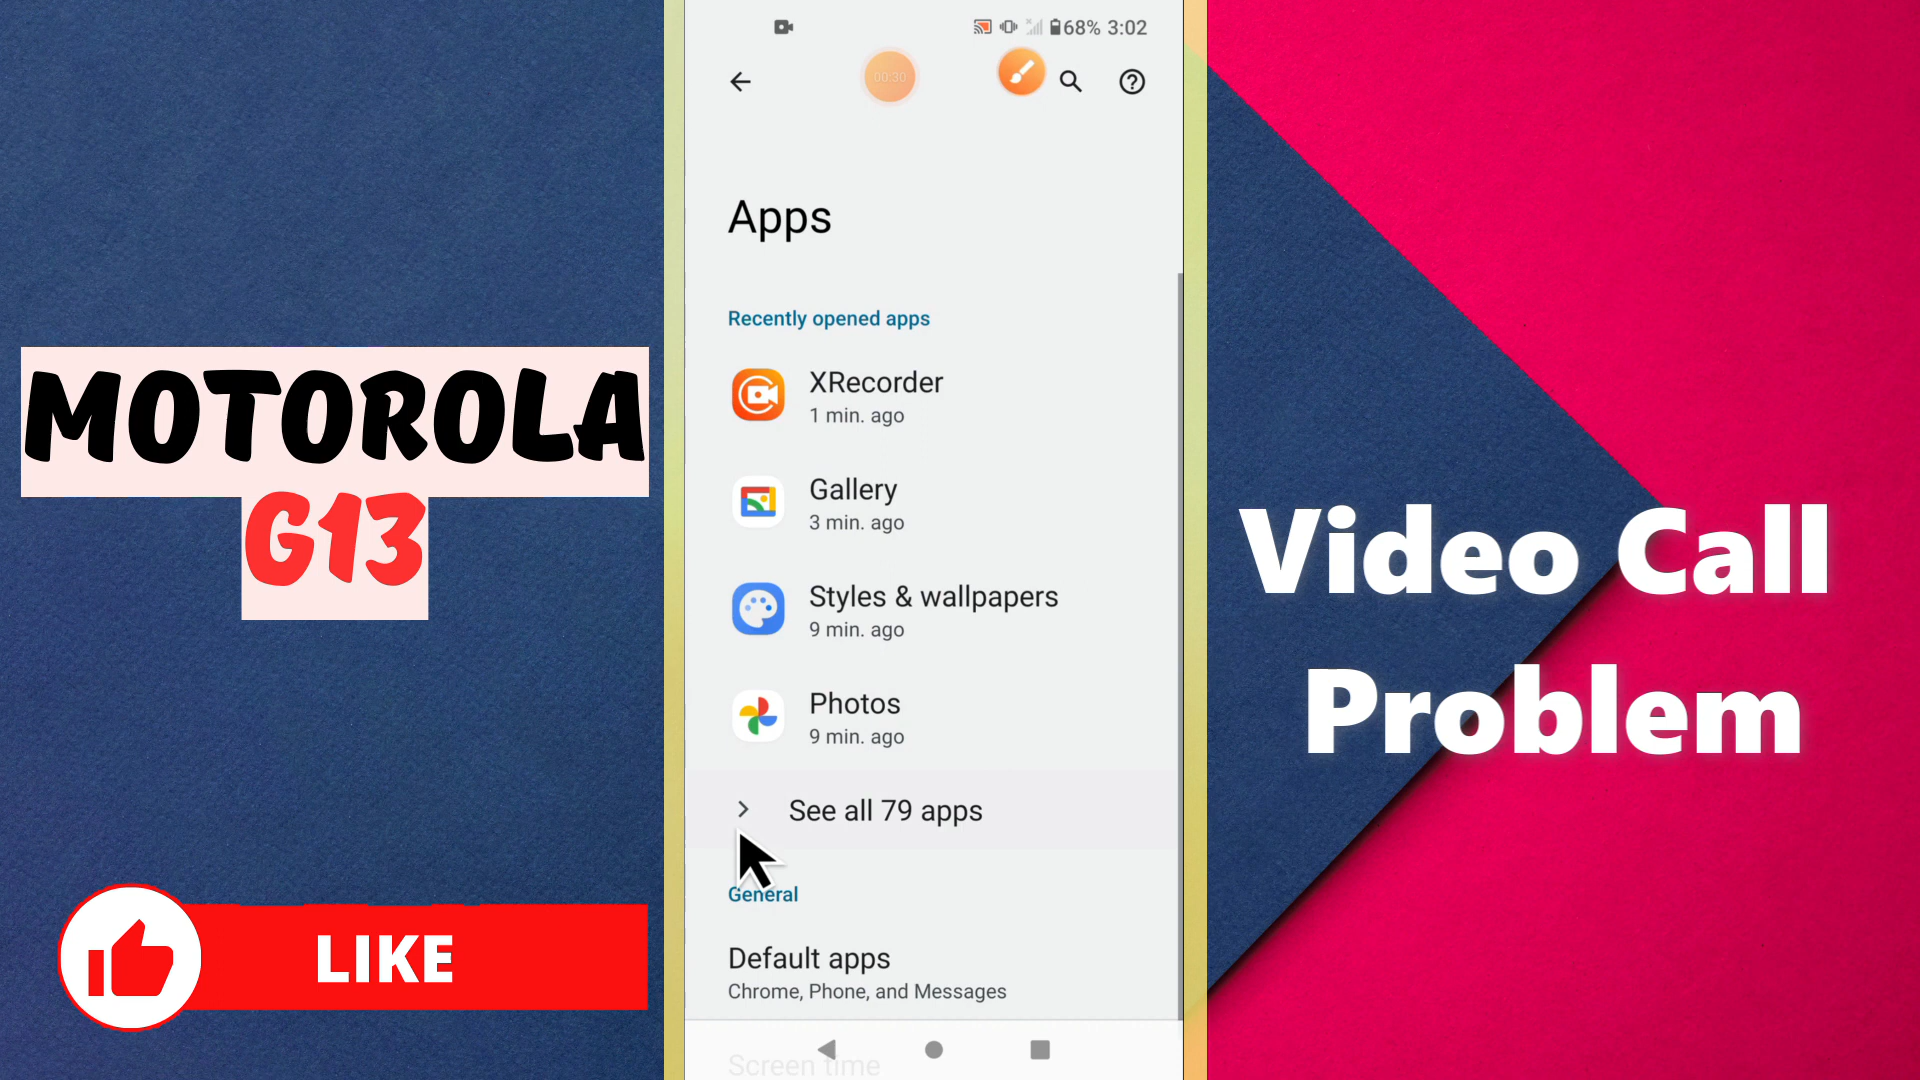 MOTOROLA
G13
LIKE
68% 3:02
00:30
Apps
Recently opened apps
XRecorder
1 min. ago
Gallery
3 min. ago
Styles & wallpapers
9 min. ago
Photos
9 min. ago
See all 79 apps
General
Default apps
Chrome, Phone, and Messages
Screen time
Video Call
Problem